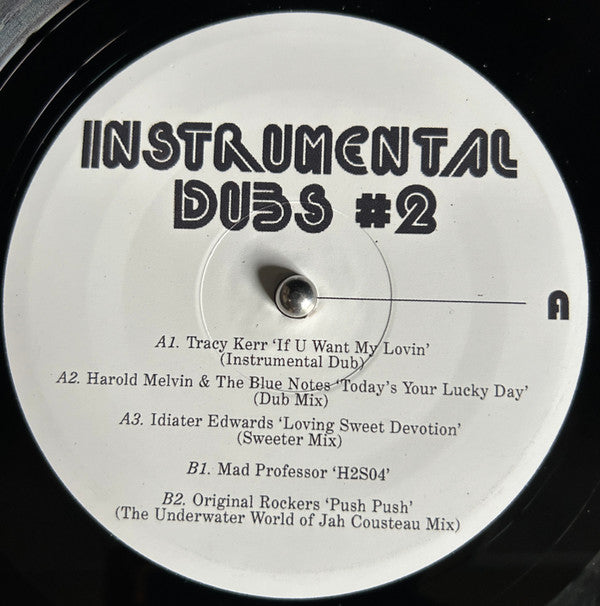 INSTRUMENTAL
DUBS #2
A
A1. Tracy Kerr ‘If U Want My Lovin’
(Instrumental Dub)
A2. Harold Melvin & The Blue Notes ‘Today’s Your Lucky Day’
(Dub Mix)
A3. Idiater Edwards ‘Loving Sweet Devotion’
(Sweeter Mix)
B1. Mad Professor ‘H2S04’
B2. Original Rockers ‘Push Push’
(The Underwater World of Jah Cousteau Mix)